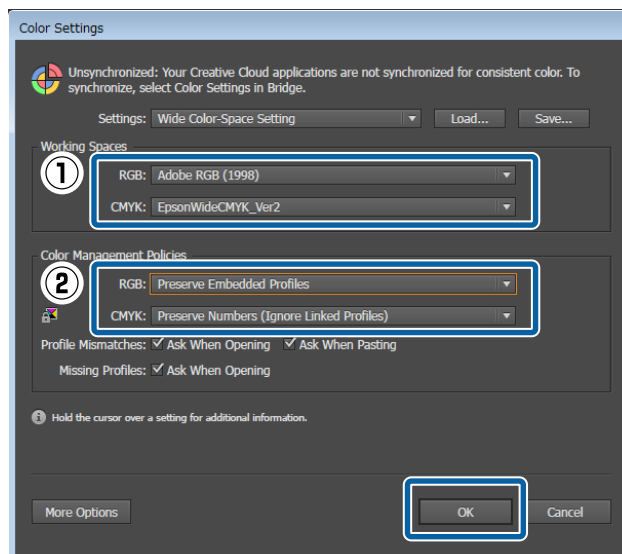 Color Settings
Unsynchronized: Your Creative Cloud applications are not synchronized for consistent color. To
synchronize, select Color Settings in Bridge.
Settings: Wide Color-Space Setting Load... Save...
Working Spaces
1
RGB: Adobe RGB (1998)
CMYK: EpsonWideCMYK_Ver2
Color Management Policies
2
RGB: Preserve Embedded Profiles
CMYK: Preserve Numbers (Ignore Linked Profiles)
Profile Mismatches: Ask When Opening Ask When Pasting
Missing Profiles: Ask When Opening
Hold the cursor over a setting for additional information.
More Options OK Cancel